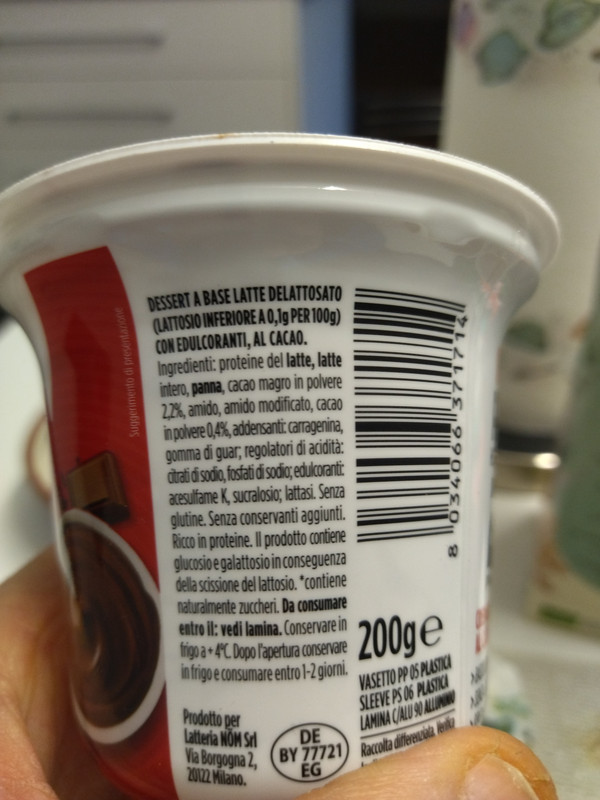 Suggerimento di presentazione
DESSERT A BASE LATTE DELATTOSATO
(LATTOSIO INFERIORE A 0,1g PER 100g)
CON EDULCORANTI, AL CACAO.
Ingredienti: proteine del latte, latte
intero, panna, cacao magro in polvere
2,2%, amido, amido modificato, cacao
in polvere 0,4%, addensanti: carragenina,
gomma di guar; regolatori di acidità:
citrati di sodio, fosfati di sodio; edulcoranti:
acesulfame K, sucralosio; lattasi. Senza
glutine. Senza conservanti aggiunti.
Ricco in proteine. Il prodotto contiene
glucosio e galattosio in conseguenza
della scissione del lattosio. *contiene
naturalmente zuccheri. Da consumare
entro il: vedi lamina. Conservare in
frigo a + 4°C. Dopo l'apertura conservare
in frigo e consumare entro 1-2 giorni.
Prodotto per
Latteria NÖM Srl
Via Borgogna 2,
20122 Milano.
DE
BY 77721
EG
8 034066 371714
200g e
VASETTO PP 05 PLASTICA
SLEEVE PS 06 PLASTICA
LAMINA C/ALU 90 ALLUMINIO
Raccolta differenziata. Verifica